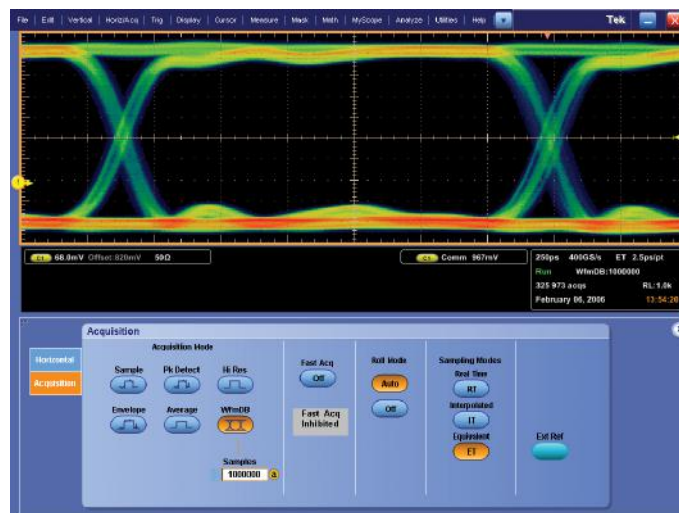 File | Edit | Vertical | Horiz/Acq | Trig | Display | Cursor | Measure | Mask | Math | MyScope | Analyze | Utilities | Help
Tek
C1 68.0mV Offset:820mV 50Ω
C1 Comm 967mV
250ps 400GS/s ET 2.5ps/pt
Run WfmDB:1000000
325 973 acqs RL:1.0k
February 06, 2006 13:54:26
Acquisition
Horizontal
Acquisition
Acquisition Mode
Sample Pk Detect Hi Res
Envelope Average WfmDB
Samples
1000000 a
Fast Acq
Off
Fast Acq
Inhibited
Roll Mode
Auto
Off
Sampling Modes
Real Time
RT
Interpolated
IT
Equivalent
ET
Ext Ref